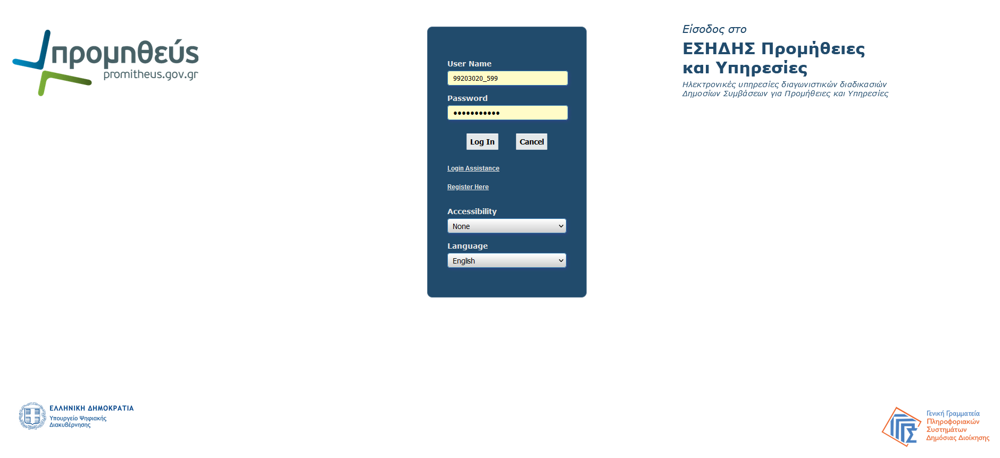 προμηθεύς
promitheus.gov.gr
User Name
99203020_599
Password
•••••••••••
Log In
Cancel
Login Assistance
Register Here
Accessibility
None
Language
English
Είσοδος στο
ΕΣΗΔΗΣ Προμήθειες
και Υπηρεσίες
Ηλεκτρονικές υπηρεσίες διαγωνιστικών διαδικασιών
Δημοσίων Συμβάσεων για Προμήθειες και Υπηρεσίες
ΕΛΛΗΝΙΚΗ ΔΗΜΟΚΡΑΤΙΑ
Υπουργείο Ψηφιακής
Διακυβέρνησης
Γενική Γραμματεία
Πληροφοριακών
Συστημάτων
Δημόσιας Διοίκησης